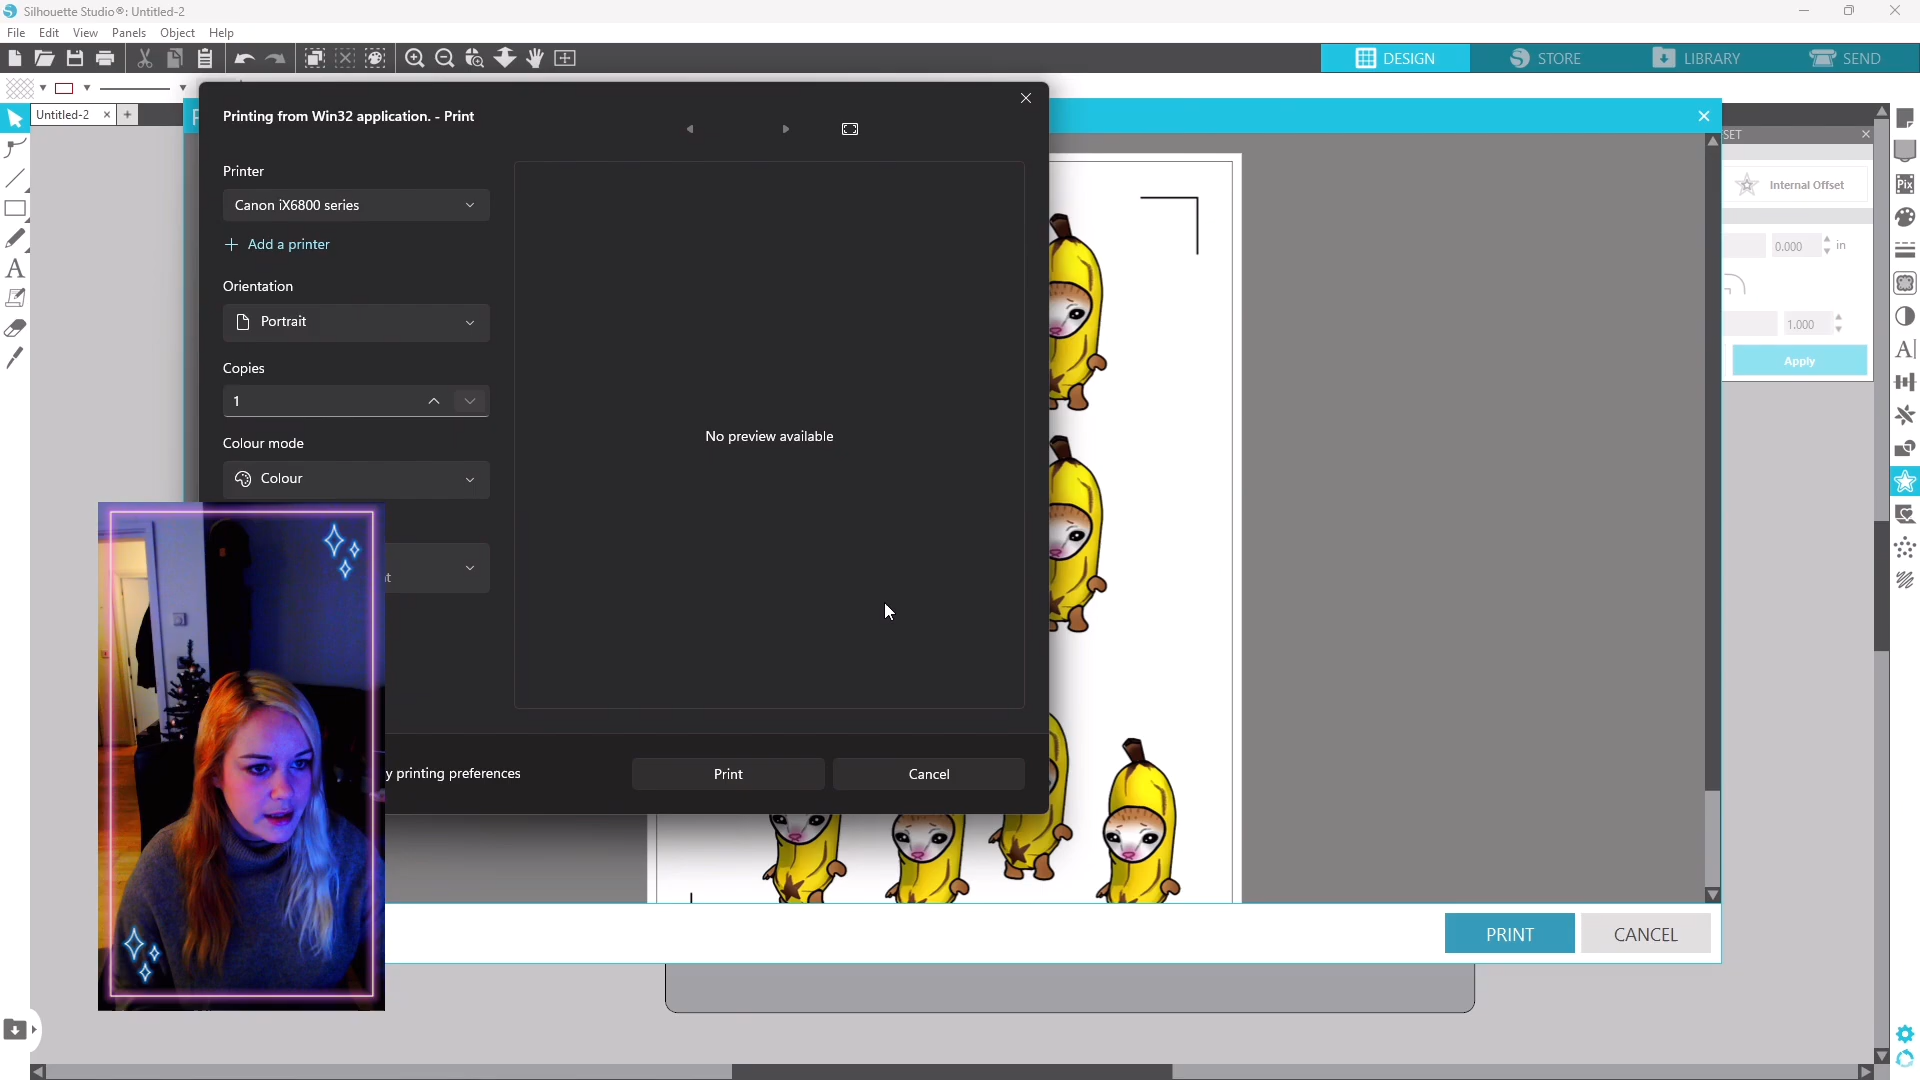 Silhouette Studio®: Untitled-2
File Edit View Panels Object Help
DESIGN STORE LIBRARY SEND
Untitled-2
Printing from Win32 application. - Print
SET
Printer
Canon iX6800 series
Add a printer
Internal Offset
0.000 in
Orientation
Portrait
1.000
Apply
Copies
1
No preview available
Colour mode
Colour
y printing preferences
Print Cancel
PRINT CANCEL